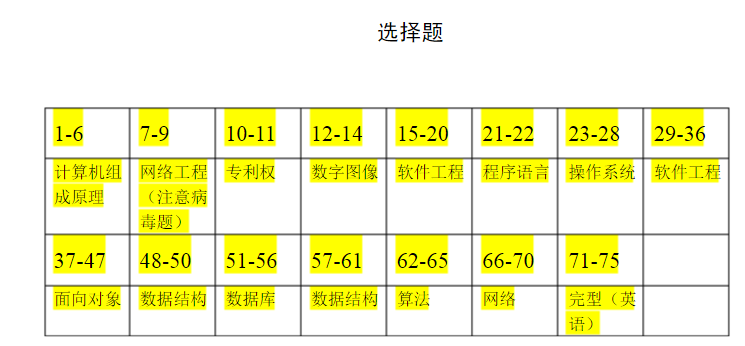 选择题
1-6 7-9 10-11 12-14 15-20 21-22 23-28 29-36
计算机组 网络工程 专利权 数字图像 软件工程 程序语言 操作系统 软件工程
成原理 （注意病
毒题）
37-47 48-50 51-56 57-61 62-65 66-70 71-75
面向对象 数据结构 数据库 数据结构 算法 网络 完型（英
语）